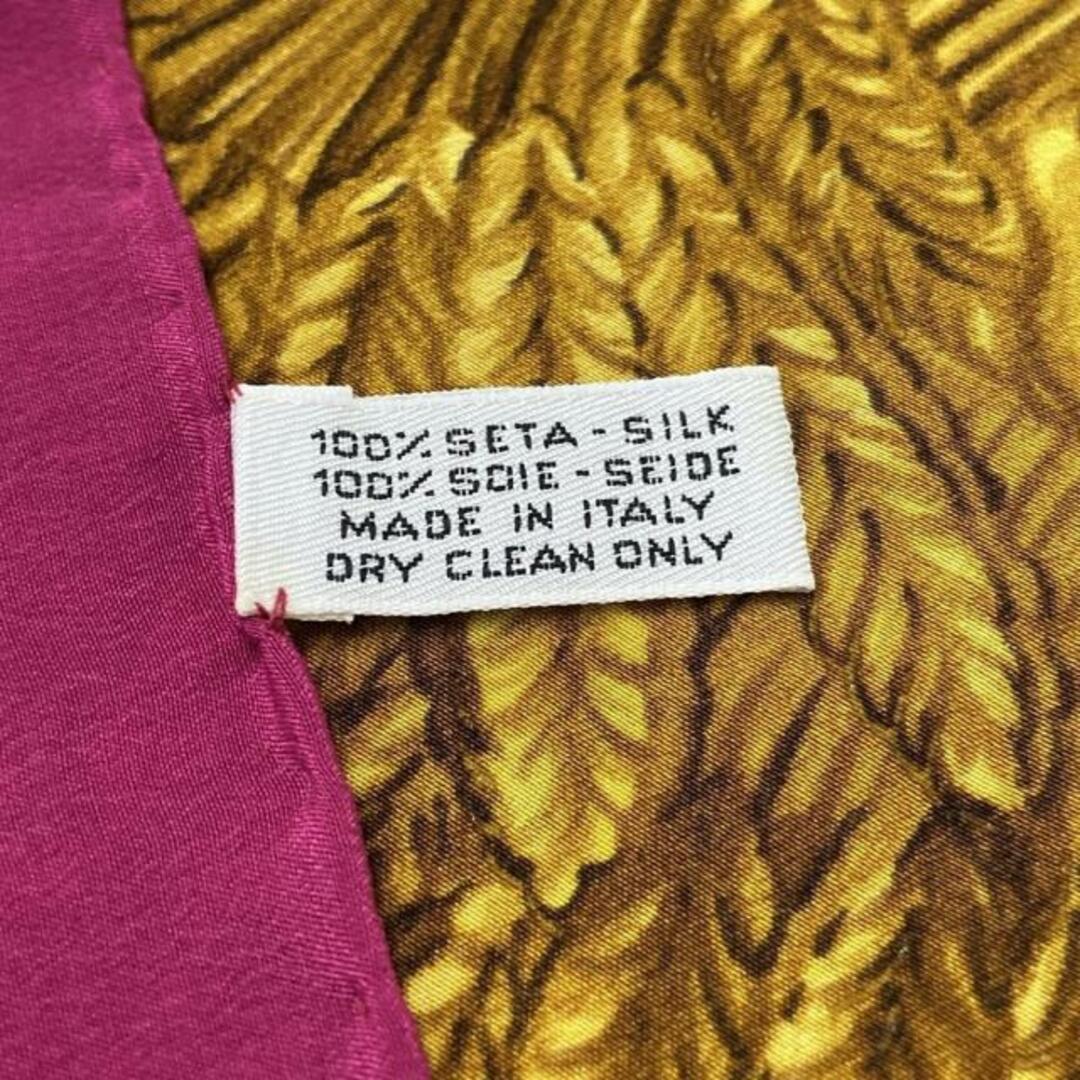 100% SETA - SILK
100% SOIE - SEIDE
MADE IN ITALY
DRY CLEAN ONLY